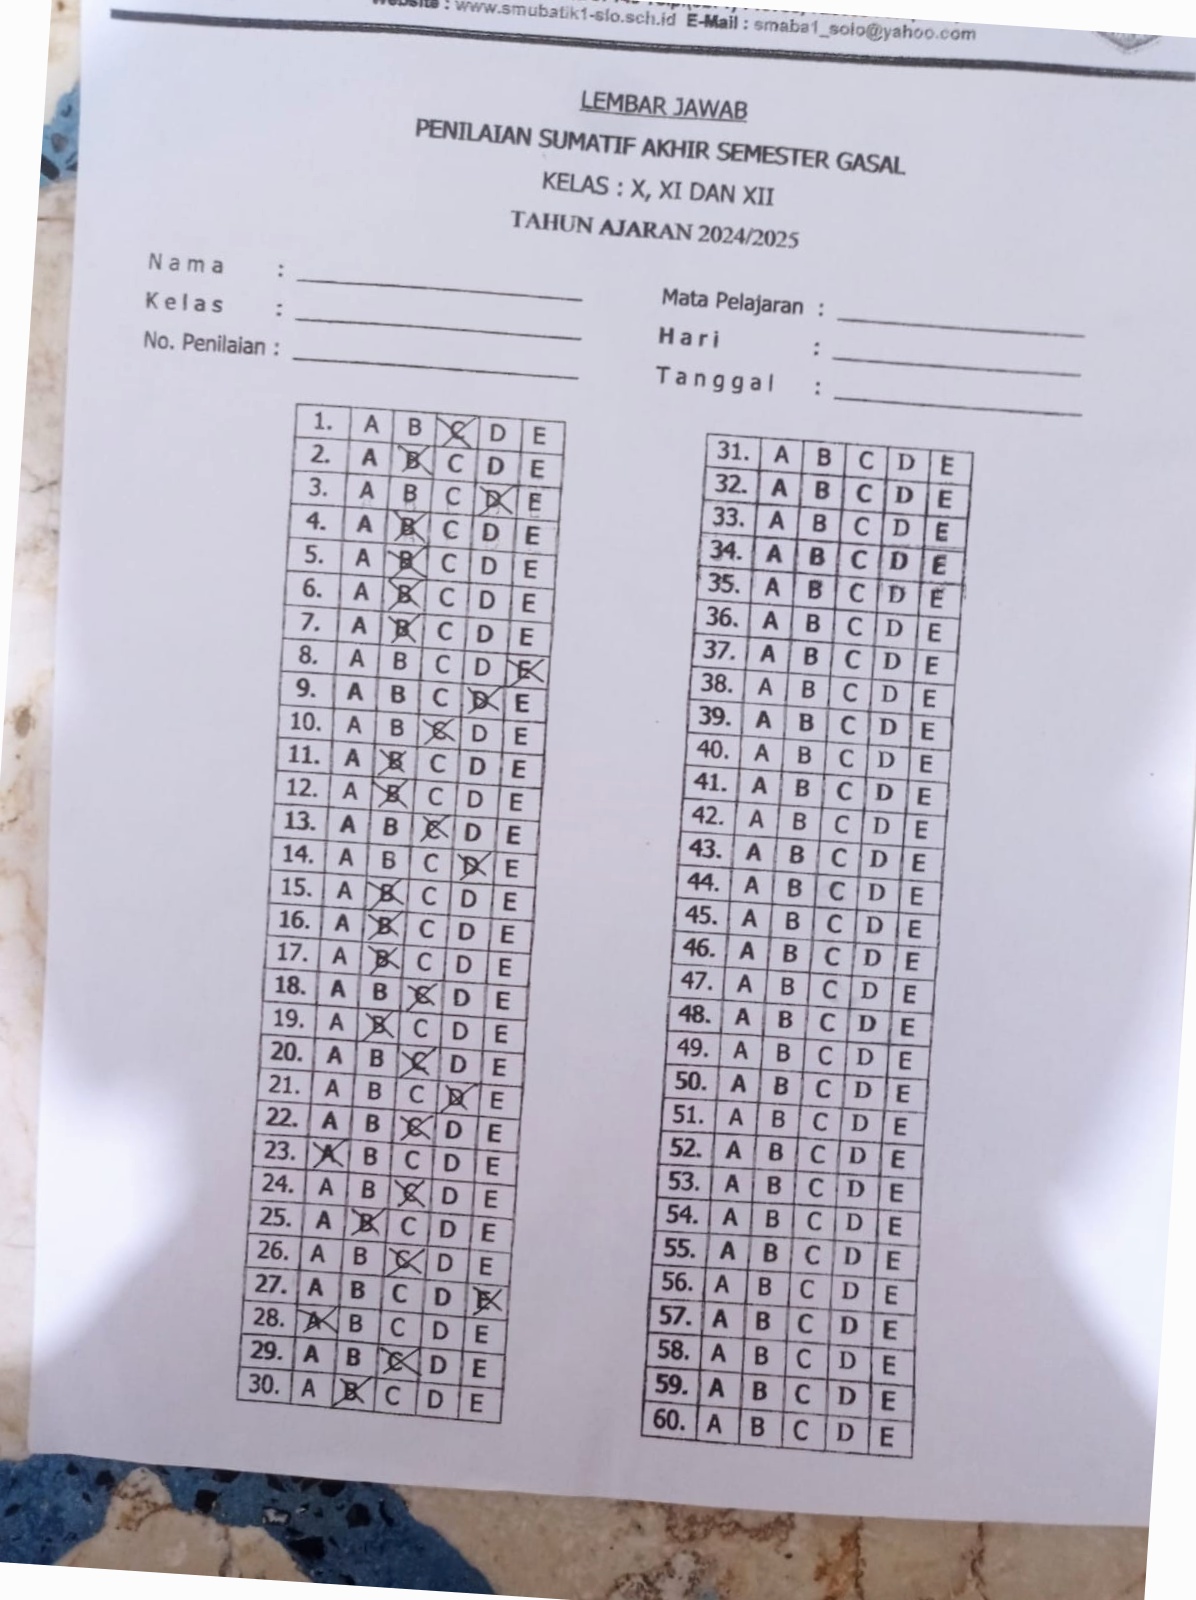 Website : www.smubatik1-slo.sch.id E-Mail : smaba1_solo@yahoo.com
LEMBAR JAWAB
PENILAIAN SUMATIF AKHIR SEMESTER GASAL
KELAS : X, XI DAN XII
TAHUN AJARAN 2024/2025
Nama :
Kelas :
No. Penilaian :
Mata Pelajaran :
Hari :
Tanggal :
1. A B C D E
2. A B C D E
3. A B C D E
4. A B C D E
5. A B C D E
6. A B C D E
7. A B C D E
8. A B C D E
9. A B C D E
10. A B C D E
11. A B C D E
12. A B C D E
13. A B C D E
14. A B C D E
15. A B C D E
16. A B C D E
17. A B C D E
18. A B C D E
19. A B C D E
20. A B C D E
21. A B C D E
22. A B C D E
23. A B C D E
24. A B C D E
25. A B C D E
26. A B C D E
27. A B C D E
28. A B C D E
29. A B C D E
30. A B C D E
31. A B C D E
32. A B C D E
33. A B C D E
34. A B C D E
35. A B C D E
36. A B C D E
37. A B C D E
38. A B C D E
39. A B C D E
40. A B C D E
41. A B C D E
42. A B C D E
43. A B C D E
44. A B C D E
45. A B C D E
46. A B C D E
47. A B C D E
48. A B C D E
49. A B C D E
50. A B C D E
51. A B C D E
52. A B C D E
53. A B C D E
54. A B C D E
55. A B C D E
56. A B C D E
57. A B C D E
58. A B C D E
59. A B C D E
60. A B C D E